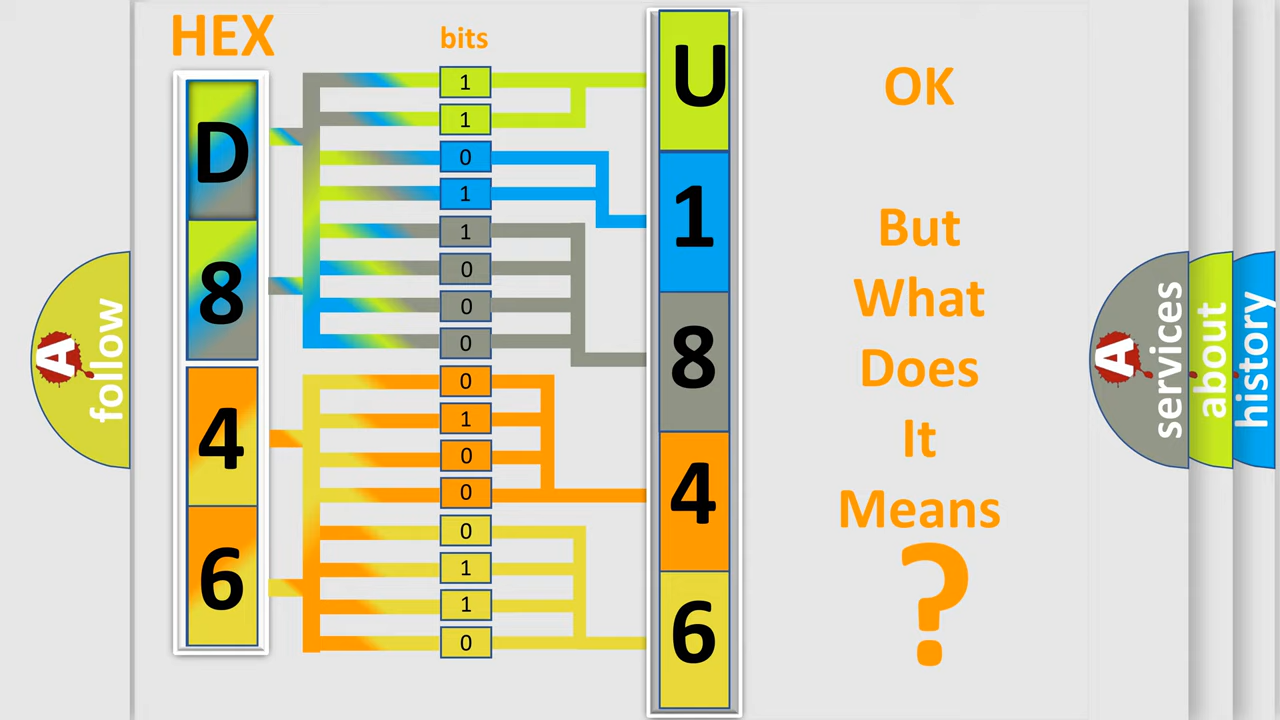 HEX
bits
D
8
4
6
1
1
0
1
1
0
0
0
0
1
0
0
0
1
1
0
U
1
8
4
6
OK
But
What
Does
It
Means
?
A
follow
A
services
about
history